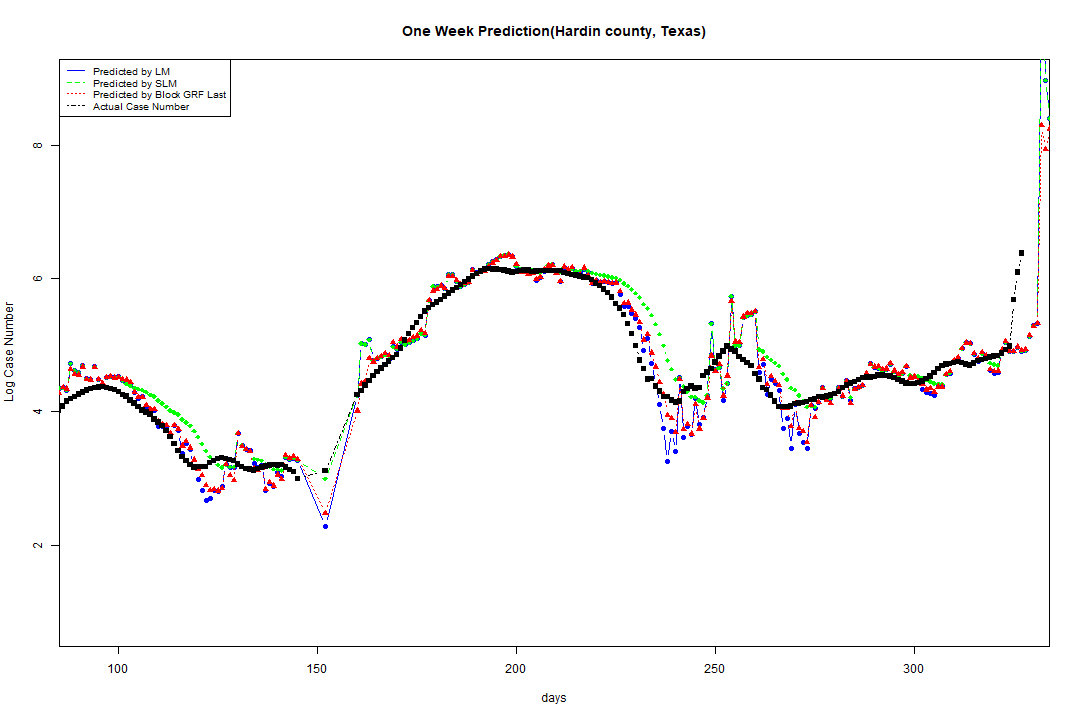 One Week Prediction(Hardin county, Texas)
Predicted by LM
Predicted by SLM
Predicted by Block GRF Last
Actual Case Number
Log Case Number
8
6
4
2
100 150 200 250 300
days